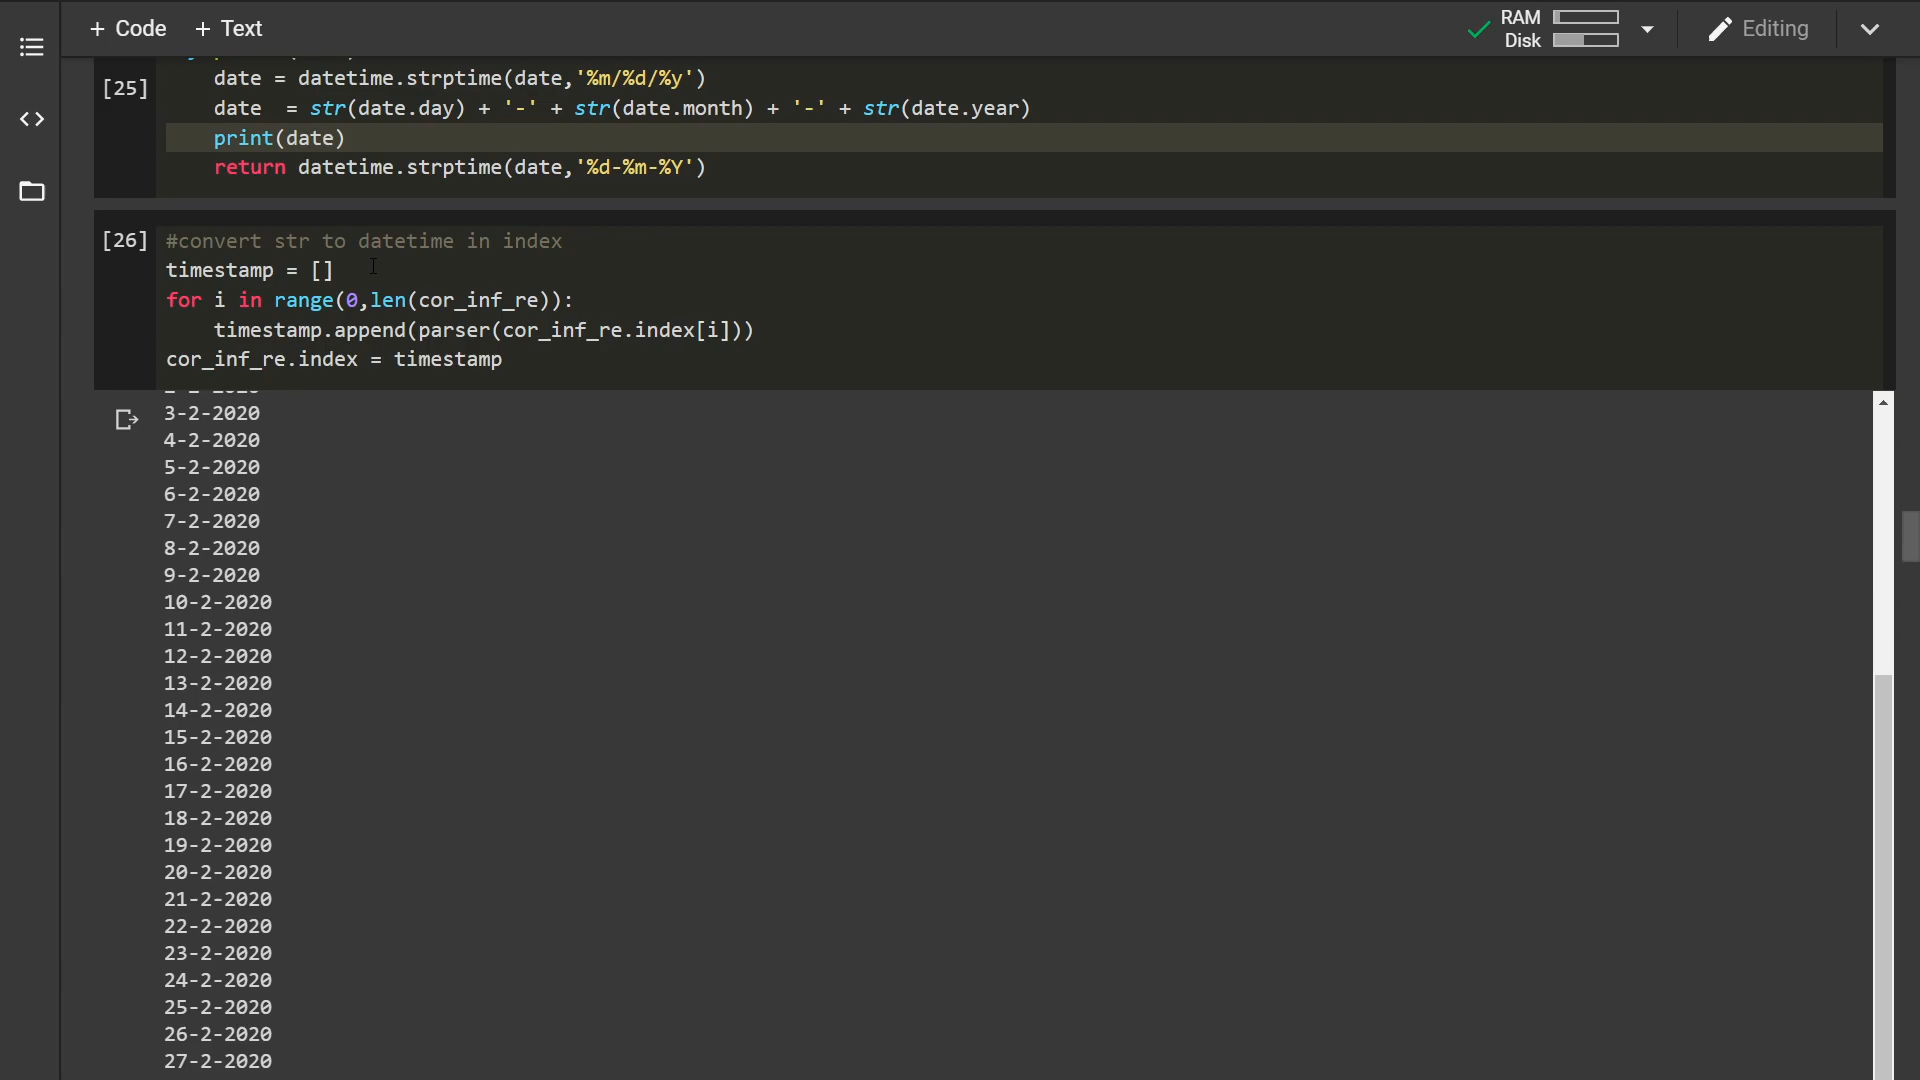 + Code + Text
RAM
Disk
Editing
[25]
date = datetime.strptime(date,'%m/%d/%y')
date  = str(date.day) + '-' + str(date.month) + '-' + str(date.year)
print(date)
return datetime.strptime(date,'%d-%m-%Y')
[26]
#convert str to datetime in index
timestamp = []
for i in range(0,len(cor_inf_re)):
timestamp.append(parser(cor_inf_re.index[i]))
cor_inf_re.index = timestamp
3-2-2020
4-2-2020
5-2-2020
6-2-2020
7-2-2020
8-2-2020
9-2-2020
10-2-2020
11-2-2020
12-2-2020
13-2-2020
14-2-2020
15-2-2020
16-2-2020
17-2-2020
18-2-2020
19-2-2020
20-2-2020
21-2-2020
22-2-2020
23-2-2020
24-2-2020
25-2-2020
26-2-2020
27-2-2020